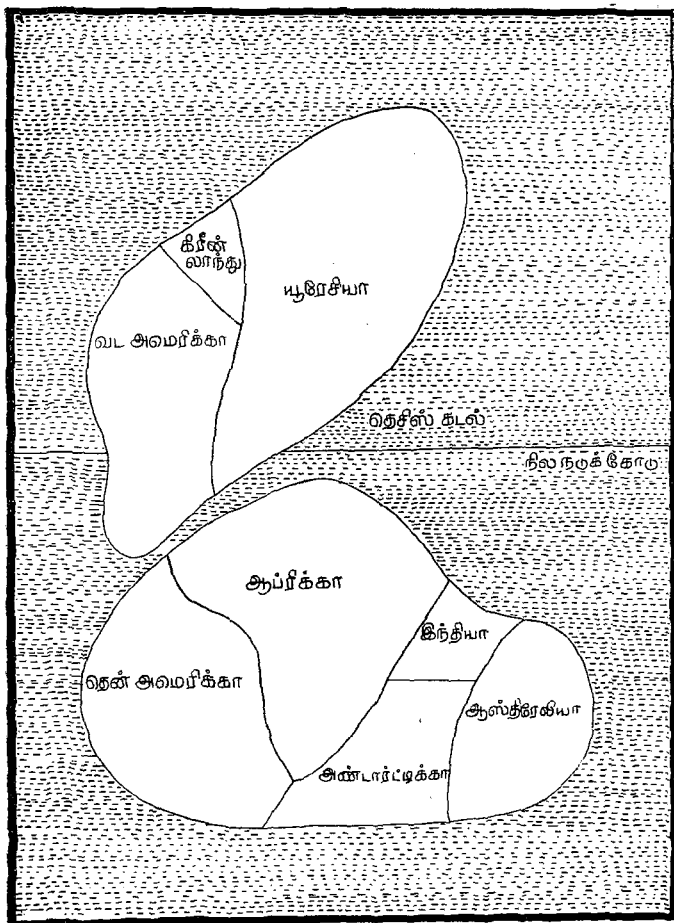 கிரீன்
லாந்து
யூரேசியா
வட அமெரிக்கா
தெசிஸ் கடல்
நில நடுக் கோடு
ஆப்ரிக்கா
இந்தியா
தென் அமெரிக்கா
ஆஸ்திரேலியா
அண்டார்ட்டிக்கா